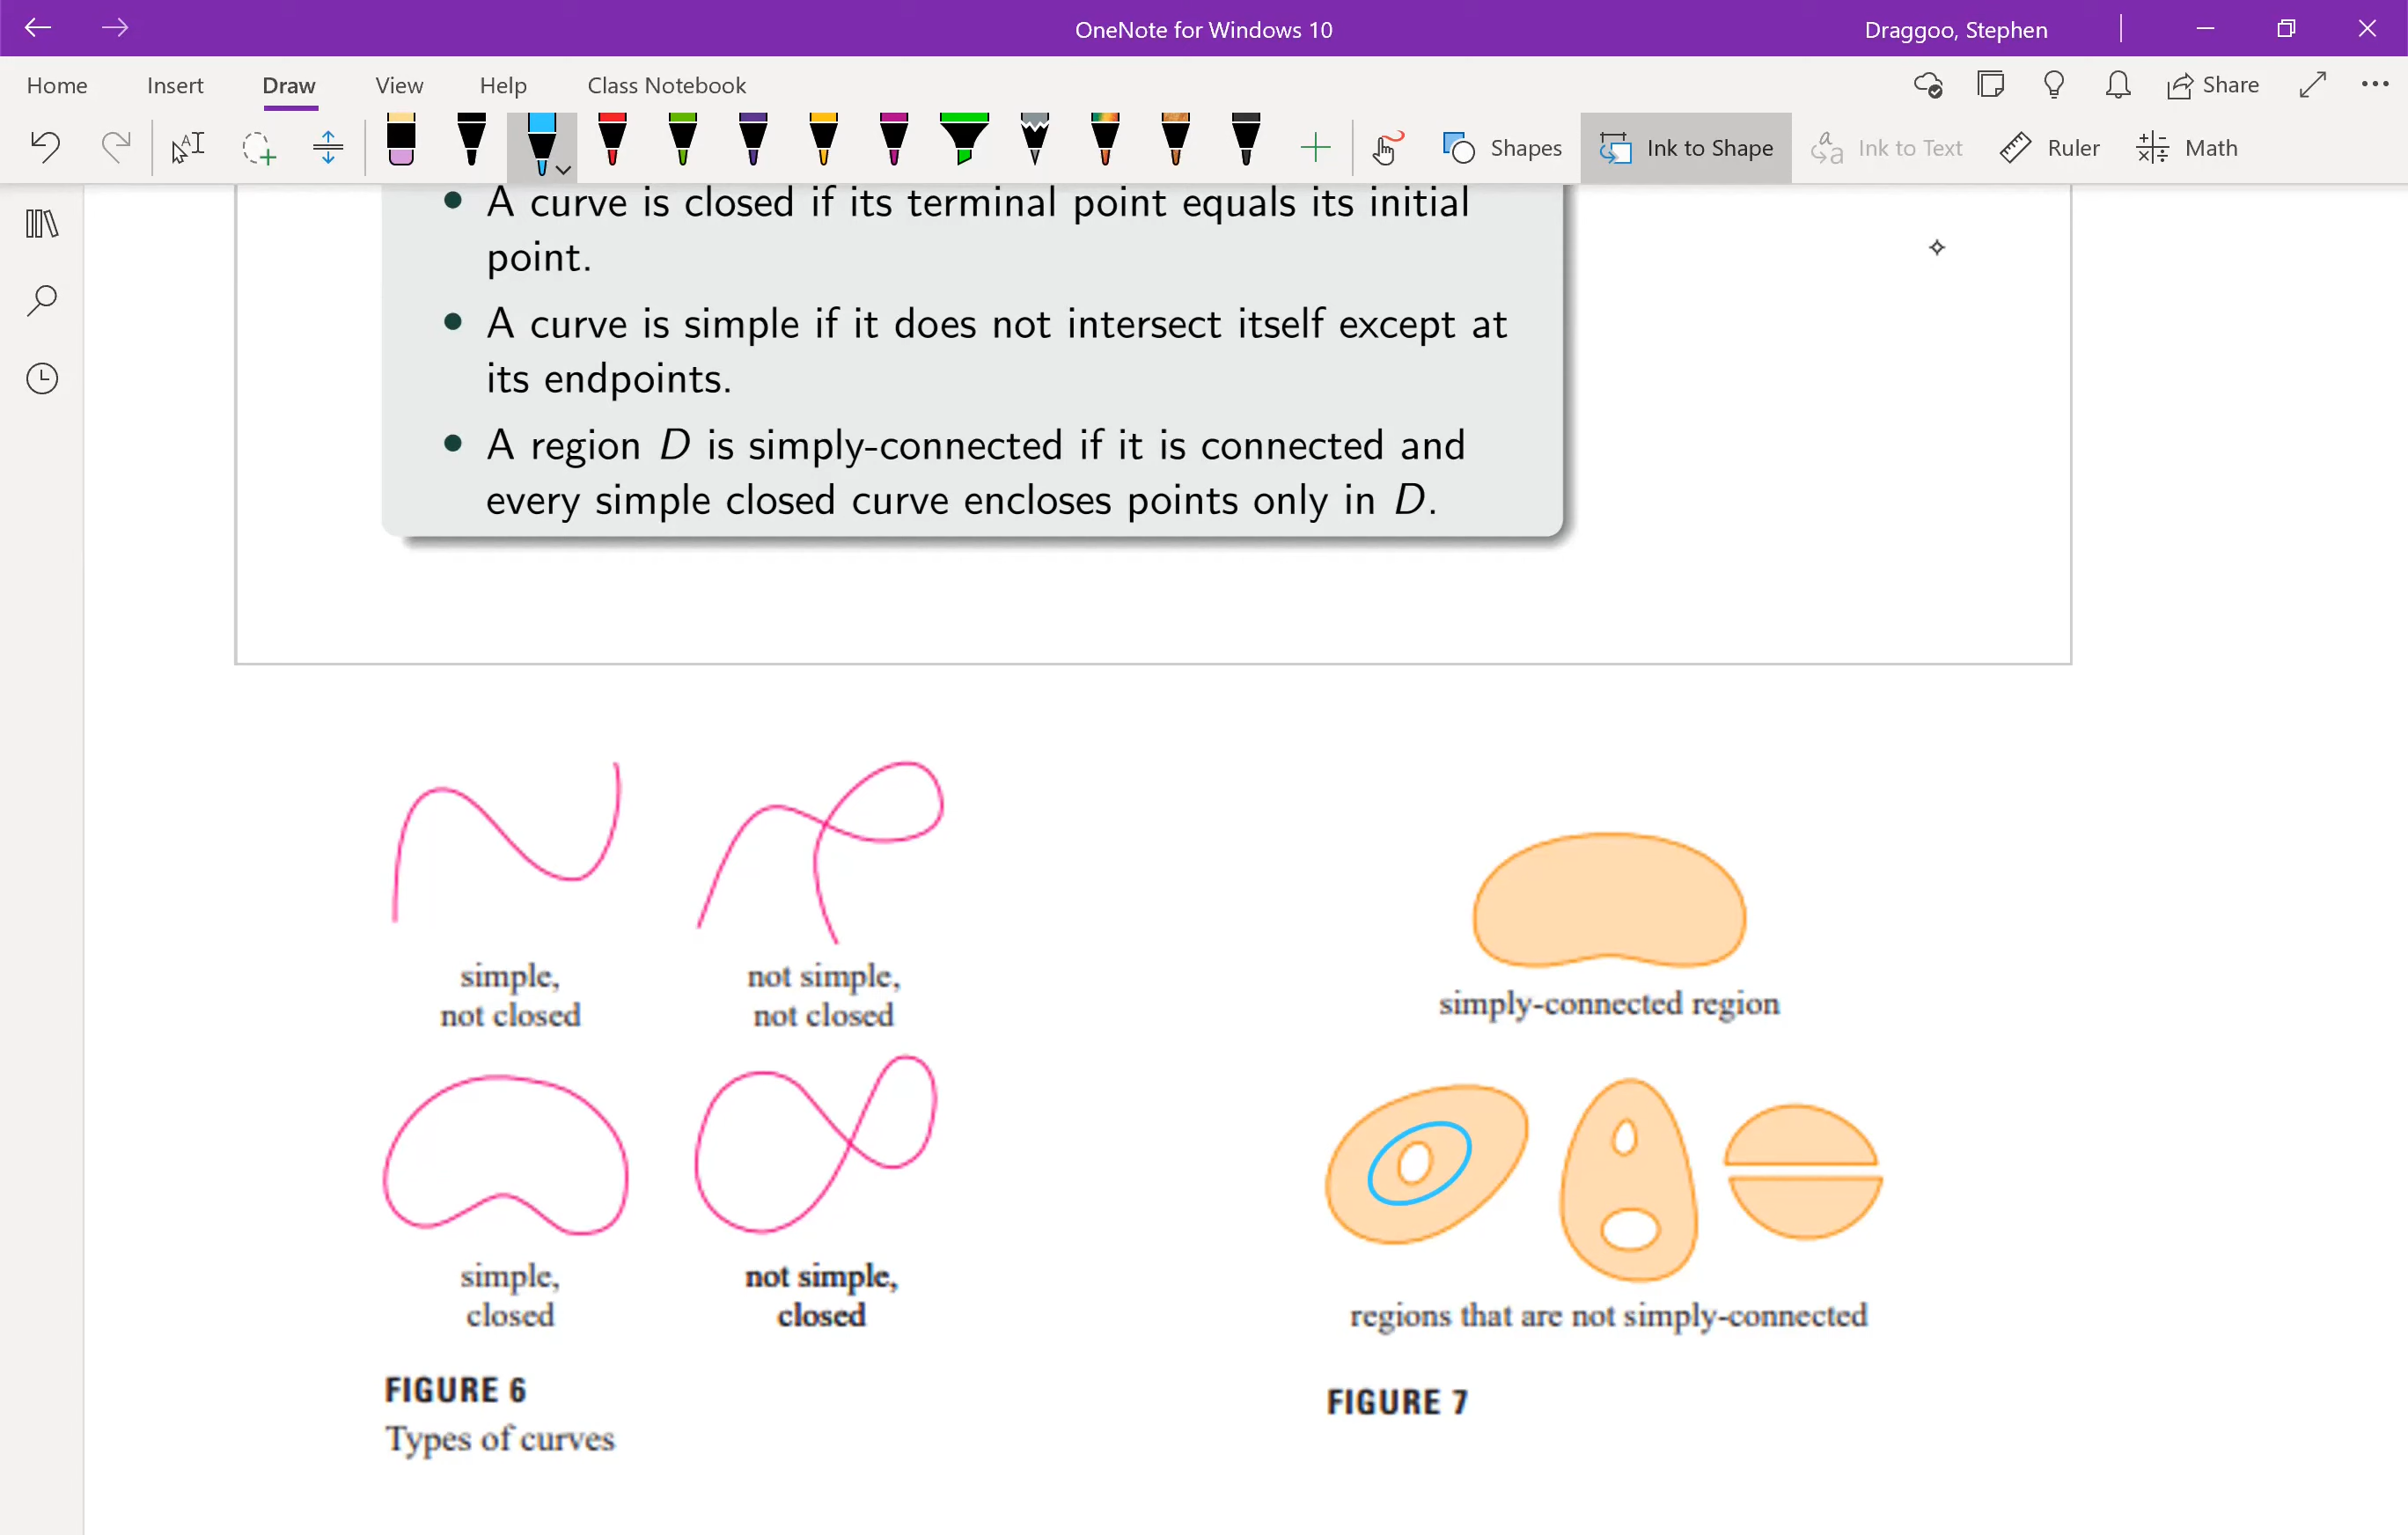 OneNote for Windows 10
Draggoo, Stephen
Home Insert Draw View Help Class Notebook
Share
Shapes
Ink to Shape
Ink to Text
Ruler
Math
• A curve is closed if its terminal point equals its initial
point.
• A curve is simple if it does not intersect itself except at
its endpoints.
• A region D is simply-connected if it is connected and
every simple closed curve encloses points only in D.
simple,
not closed
not simple,
not closed
simple,
closed
not simple,
closed
FIGURE 6
Types of curves
simply-connected region
regions that are not simply-connected
FIGURE 7